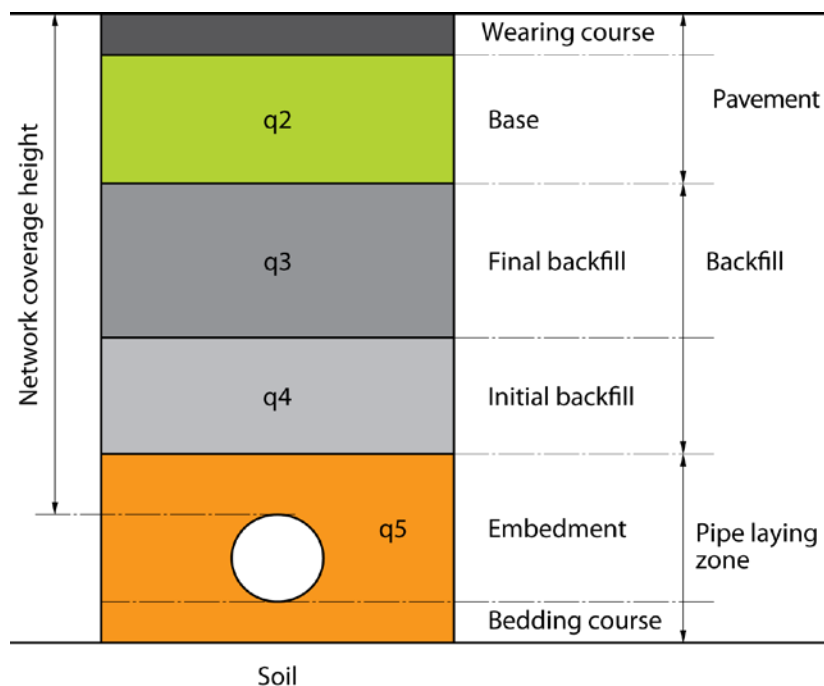 Wearing course
q2
Base
Pavement
Network coverage height
q3
Final backfill
Backfill
q4
Initial backfill
q5
Embedment
Pipe laying
zone
Bedding course
Soil